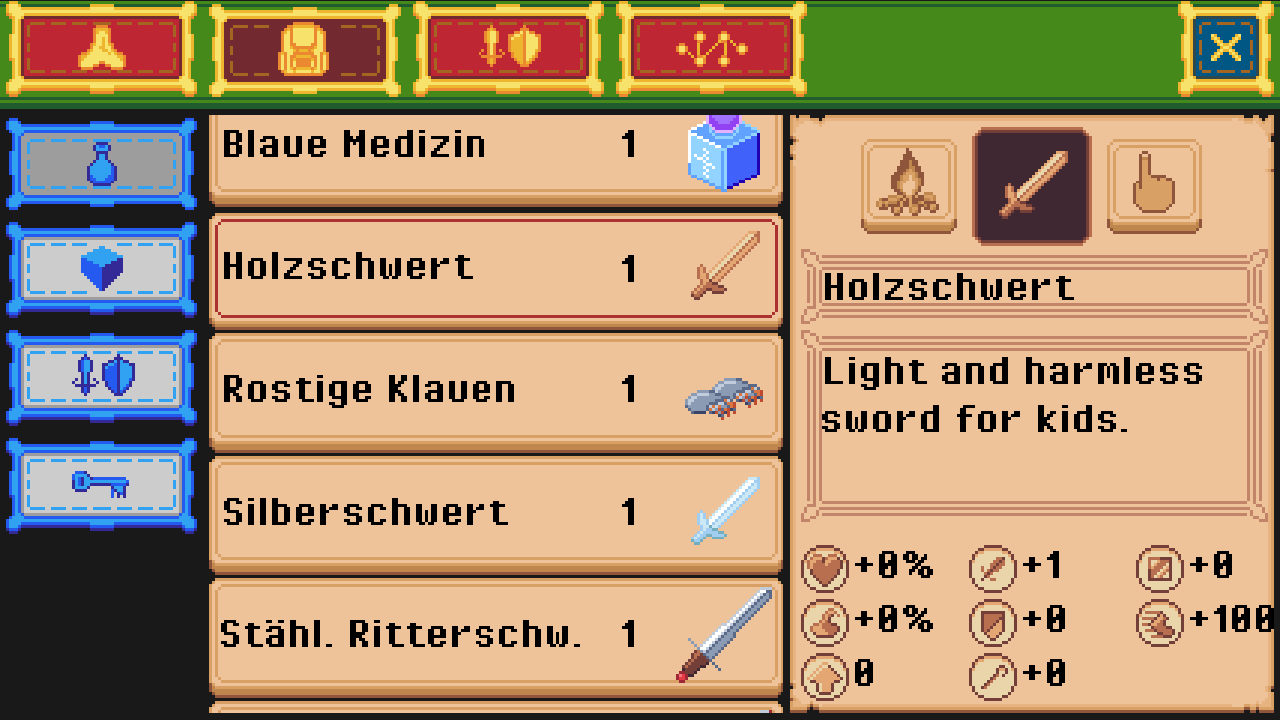 Blaue Medizin 1
Holzschwert 1
Rostige Klauen 1
Silberschwert 1
Stähl. Ritterschw. 1
Holzschwert
Light and harmless
sword for kids.
+0% +1 +0
+0% +0 +100
0 +0